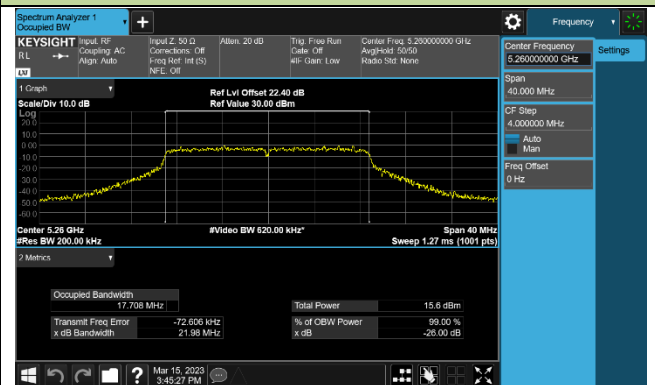 Spectrum Analyzer 1
Occupied BW
Frequency
KEYSIGHT
RL
LXI
Input: RF
Coupling: AC
Align: Auto
Input Z: 50 Ω
Corrections: Off
Freq Ref: Int (S)
NFE: Off
Atten: 20 dB
Trig: Free Run
Gate: Off
#IF Gain: Low
Center Freq: 5.260000000 GHz
Avg|Hold: 50/50
Radio Std: None
Center Frequency
5.260000000 GHz
Settings
Span
40.000 MHz
CF Step
4.000000 MHz
Auto
Man
Freq Offset
0 Hz
1 Graph
Scale/Div 10.0 dB
Ref Lvl Offset 22.40 dB
Ref Value 30.00 dBm
Log
20.0
10.0
0.00
-10.0
-20.0
-30.0
-40.0
-50.0
-60.0
Center 5.26 GHz
#Video BW 620.00 kHz*
Span 40 MHz
#Res BW 200.00 kHz
Sweep 1.27 ms (1001 pts)
2 Metrics
Occupied Bandwidth
17.708 MHz
Total Power
15.6 dBm
Transmit Freq Error
-72.606 kHz
% of OBW Power
99.00 %
x dB Bandwidth
21.98 MHz
x dB
-26.00 dB
?
Mar 15, 2023
3:45:27 PM